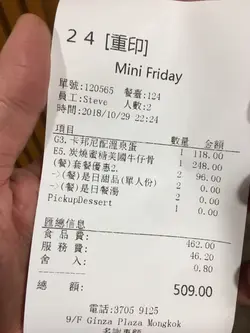 24 [重印]
Mini Friday
單號:120565 餐臺:124
員工:Steve 人數:2
日期:2018/10/29 22:24
項目 數量 金額
G3. 卡邦尼配溫泉蛋 1 118.00
E5. 炭燒蜜糖美國牛仔骨 1 248.00
(餐)套餐優惠2. 2 96.00
->(餐)是日甜品(單人份) 1 0.00
->(餐)是日餐湯 2 0.00
PickupDessert 1 0.00
匯總信息
食品費: 462.00
服務費: 46.20
舍入: 0.80
總額: 509.00
電話:3705 9125
9/F Ginza Plaza Mongkok